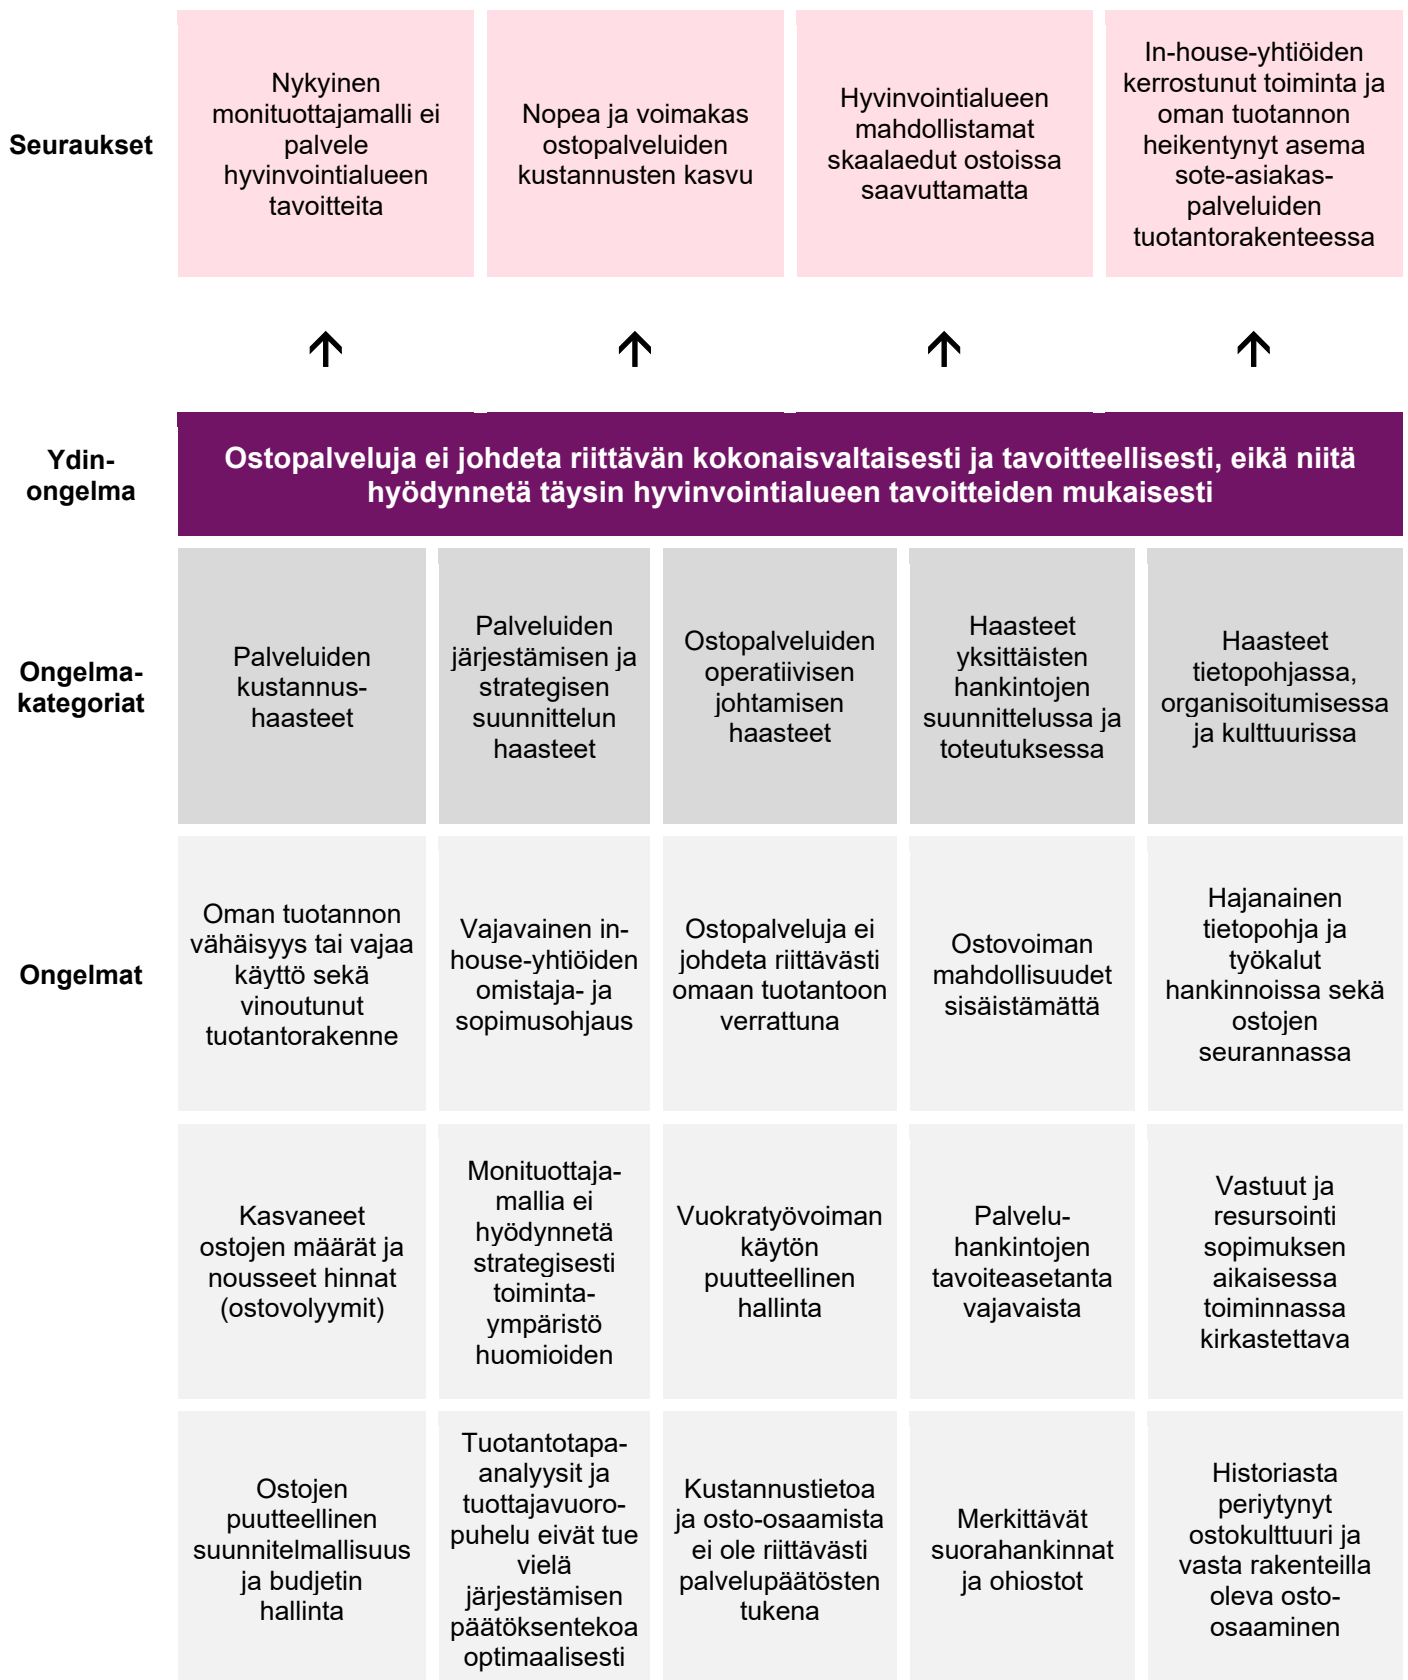 Seuraukset
Nykyinen
monituottajamalli ei
palvele
hyvinvointialueen
tavoitteita
Nopea ja voimakas
ostopalveluiden
kustannusten kasvu
Hyvinvointialueen
mahdollistamat
skaalaedut ostoissa
saavuttamatta
In-house-yhtiöiden
kerrostunut toiminta ja
oman tuotannon
heikentynyt asema
sote-asiakas-
palveluiden
tuotantorakenteessa
Ydin-
ongelma
Ostopalveluja ei johdeta riittävän kokonaisvaltaisesti ja tavoitteellisesti, eikä niitä
hyödynnetä täysin hyvinvointialueen tavoitteiden mukaisesti
Ongelma-
kategoriat
Palveluiden
kustannus-
haasteet
Palveluiden
järjestämisen ja
strategisen
suunnittelun
haasteet
Ostopalveluiden
operatiivisen
johtamisen
haasteet
Haasteet
yksittäisten
hankintojen
suunnittelussa ja
toteutuksessa
Haasteet
tietopohjassa,
organisoitumisessa
ja kulttuurissa
Ongelmat
Oman tuotannon
vähäisyys tai vajaa
käyttö sekä
vinoutunut
tuotantorakenne
Vajavainen in-
house-yhtiöiden
omistaja- ja
sopimusohjaus
Ostopalveluja ei
johdeta riittävästi
omaan tuotantoon
verrattuna
Ostovoiman
mahdollisuudet
sisäistämättä
Hajanainen
tietopohja ja
työkalut
hankinnoissa sekä
ostojen
seurannassa
Kasvaneet
ostojen määrät ja
nousseet hinnat
(ostovolyymit)
Monituottaja-
mallia ei
hyödynnetä
strategisesti
toiminta-
ympäristö
huomioiden
Vuokratyövoiman
käytön
puutteellinen
hallinta
Palvelu-
hankintojen
tavoiteasetanta
vajavaista
Vastuut ja
resursointi
sopimuksen
aikaisessa
toiminnassa
kirkastettava
Ostojen
puutteellinen
suunnitelmallisuus
ja budjetin
hallinta
Tuotantotapa-
analyysit ja
tuottajavuoro-
puhelu eivät tue
vielä
järjestämisen
päätöksentekoa
optimaalisesti
Kustannustietoa
ja osto-osaamista
ei ole riittävästi
palvelupäätösten
tukena
Merkittävät
suorahankinnat
ja ohiostot
Historiasta
periytynyt
ostokulttuuri ja
vasta rakenteilla
oleva osto-
osaaminen